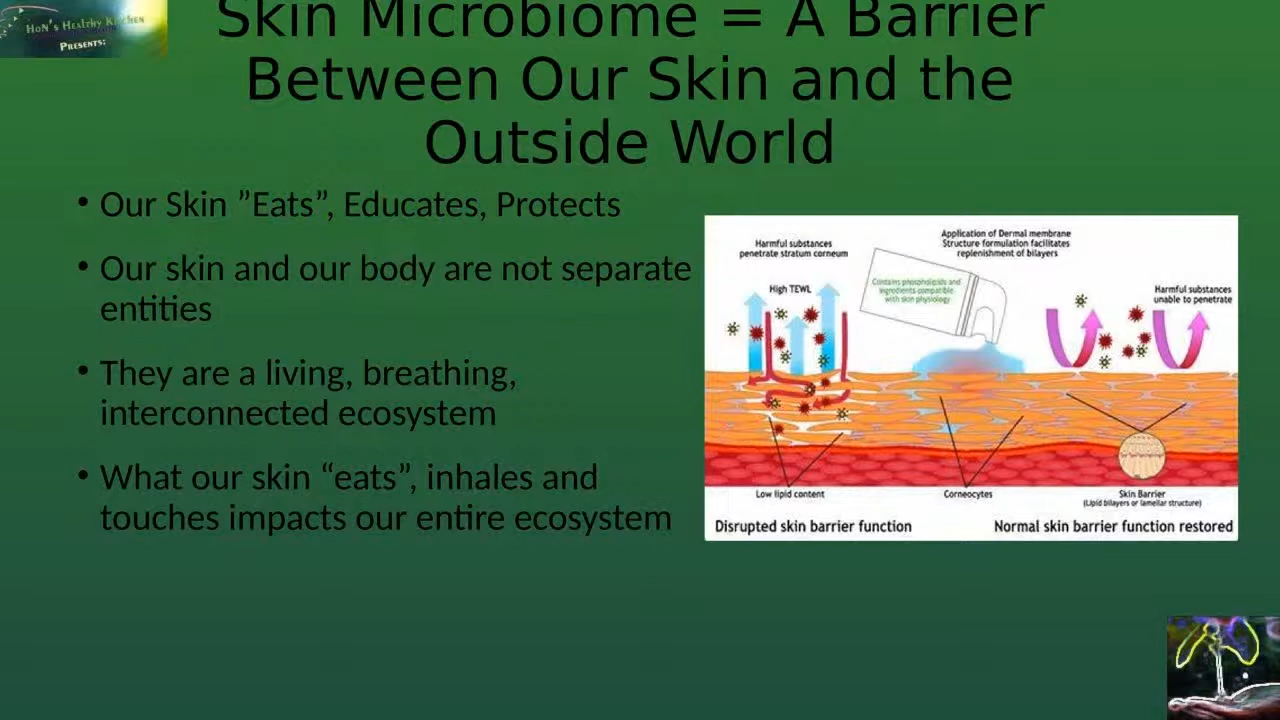 HoN's Healthy Kitchen
Presents:
Skin Microbiome = A Barrier
Between Our Skin and the
Outside World
• Our Skin ”Eats”, Educates, Protects
• Our skin and our body are not separate
entities
• They are a living, breathing,
interconnected ecosystem
• What our skin “eats”, inhales and
touches impacts our entire ecosystem
Harmful substances
penetrate stratum corneum
High TEWL
Application of Dermal membrane
Structure formulation facilitates
replenishment of bilayers
Contains phospholipids and
ingredients compatible
with skin physiology
Harmful substances
unable to penetrate
Low lipid content
Corneocytes
Skin Barrier
(Lipid bilayers or lamellar structure)
Disrupted skin barrier function
Normal skin barrier function restored